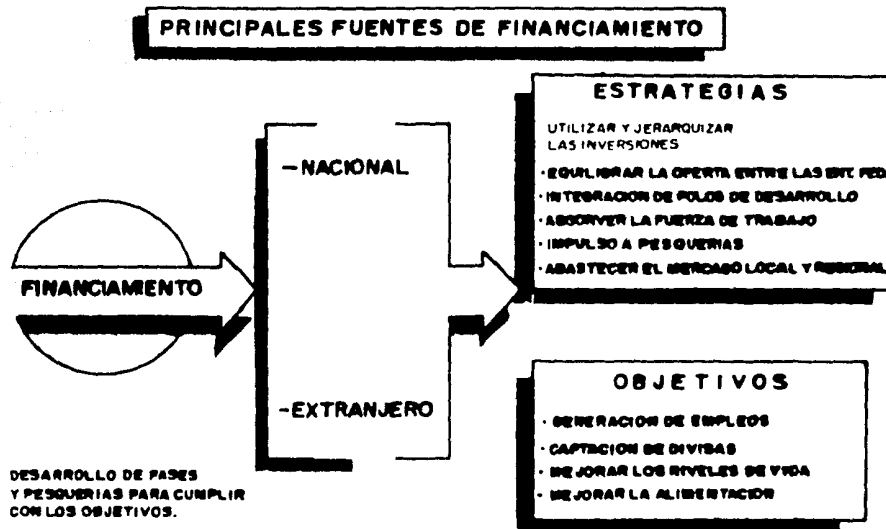 PRINCIPALES FUENTES DE FINANCIAMIENTO
FINANCIAMIENTO
-NACIONAL
-EXTRANJERO
ESTRATEGIAS
UTILIZAR Y JERARQUIZAR
LAS INVERSIONES
· EQUILIBRAR LA OFERTA ENTRE LAS ENT. FED
· INTEGRACION DE POLOS DE DESARROLLO
· ABSORVER LA FUERZA DE TRABAJO
· IMPULSO A PESQUERIAS
· ABASTECER EL MERCADO LOCAL Y REGIONAL
OBJETIVOS
· GENERACION DE EMPLEOS
· CAPTACION DE DIVISAS
· MEJORAR LOS NIVELES DE VIDA
· MEJORAR LA ALIMENTACION
DESARROLLO DE FASES
Y PESQUERIAS PARA CUMPLIR
CON LOS OBJETIVOS.